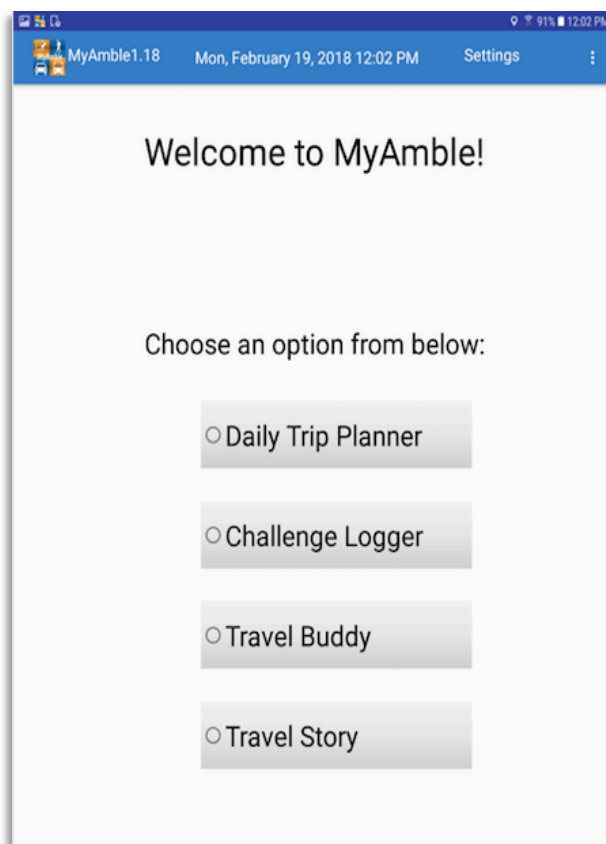 91% 12:02 PM
MyAmble1.18 Mon, February 19, 2018 12:02 PM Settings
Welcome to MyAmble!
Choose an option from below:
Daily Trip Planner
Challenge Logger
Travel Buddy
Travel Story